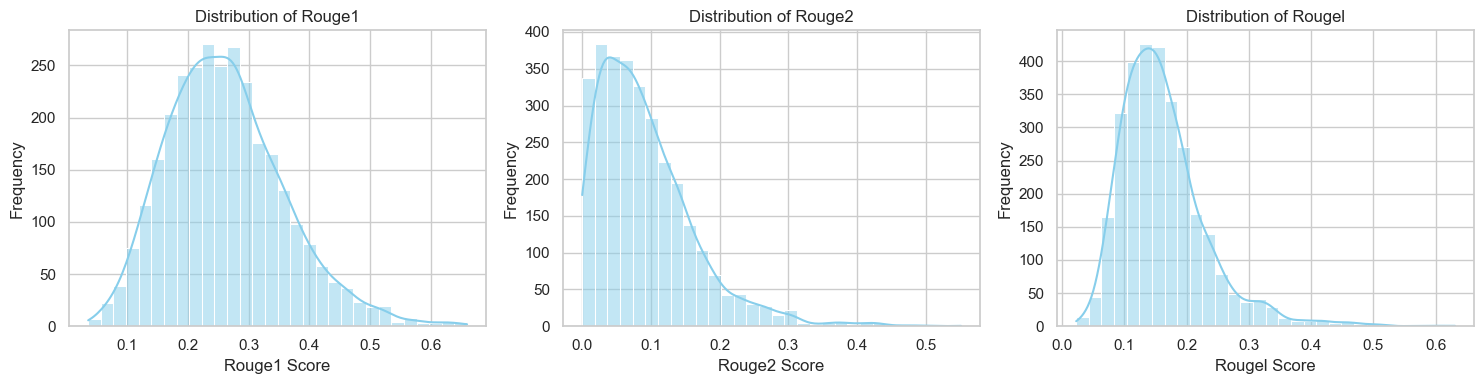 Distribution of Rouge1
Frequency
250
200
150
100
50
0
0.1 0.2 0.3 0.4 0.5 0.6
Rouge1 Score
Distribution of Rouge2
Frequency
400
350
300
250
200
150
100
50
0
0.0 0.1 0.2 0.3 0.4 0.5
Rouge2 Score
Distribution of Rougel
Frequency
400
350
300
250
200
150
100
50
0
0.0 0.1 0.2 0.3 0.4 0.5 0.6
Rougel Score